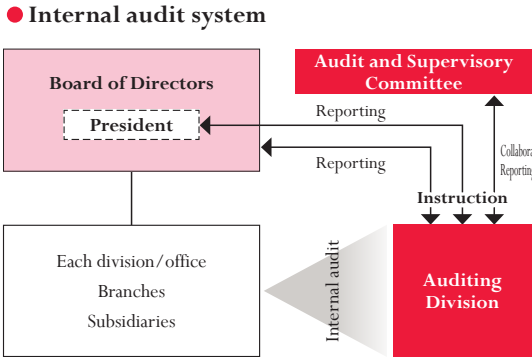 Internal audit system
Board of Directors
President
Audit and Supervisory
Committee
Reporting
Reporting
Reporting
Instruction
Each division/office
Branches
Subsidiaries
Internal audit
Auditing
Division